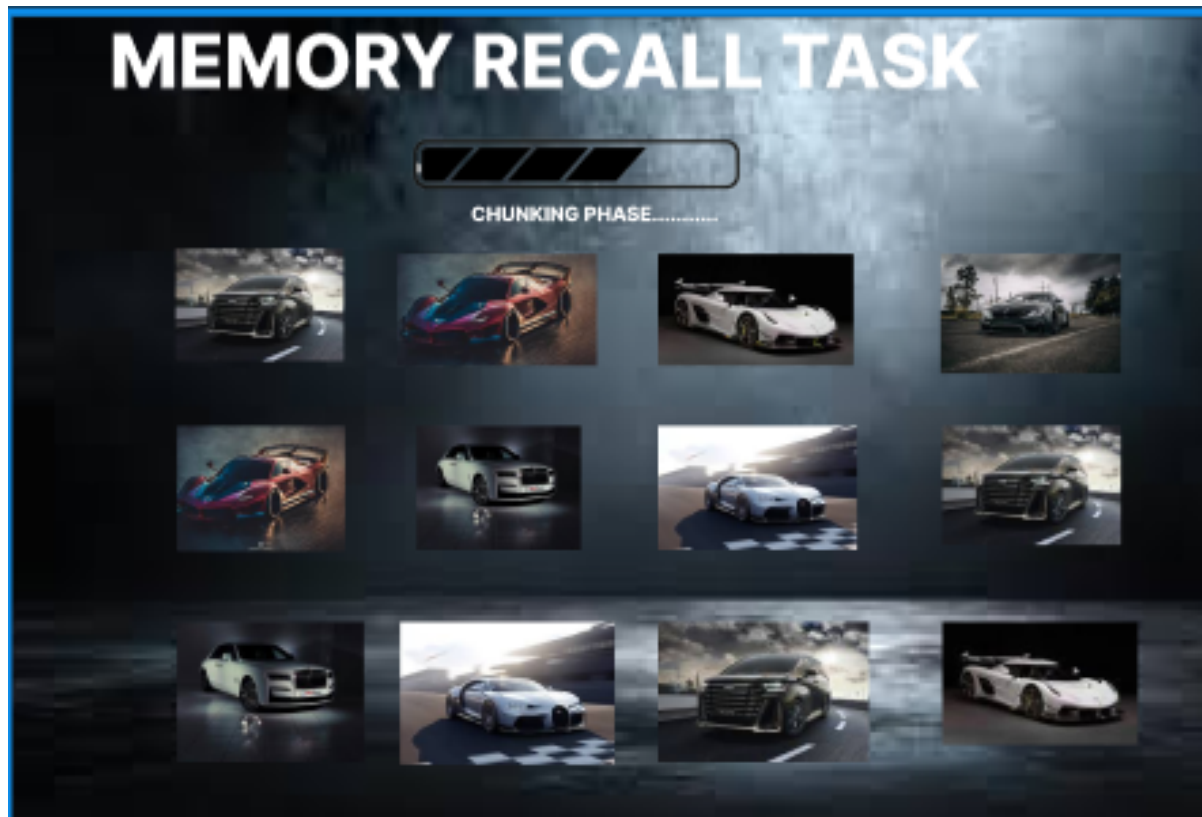 MEMORY RECALL TASK
CHUNKING PHASE............